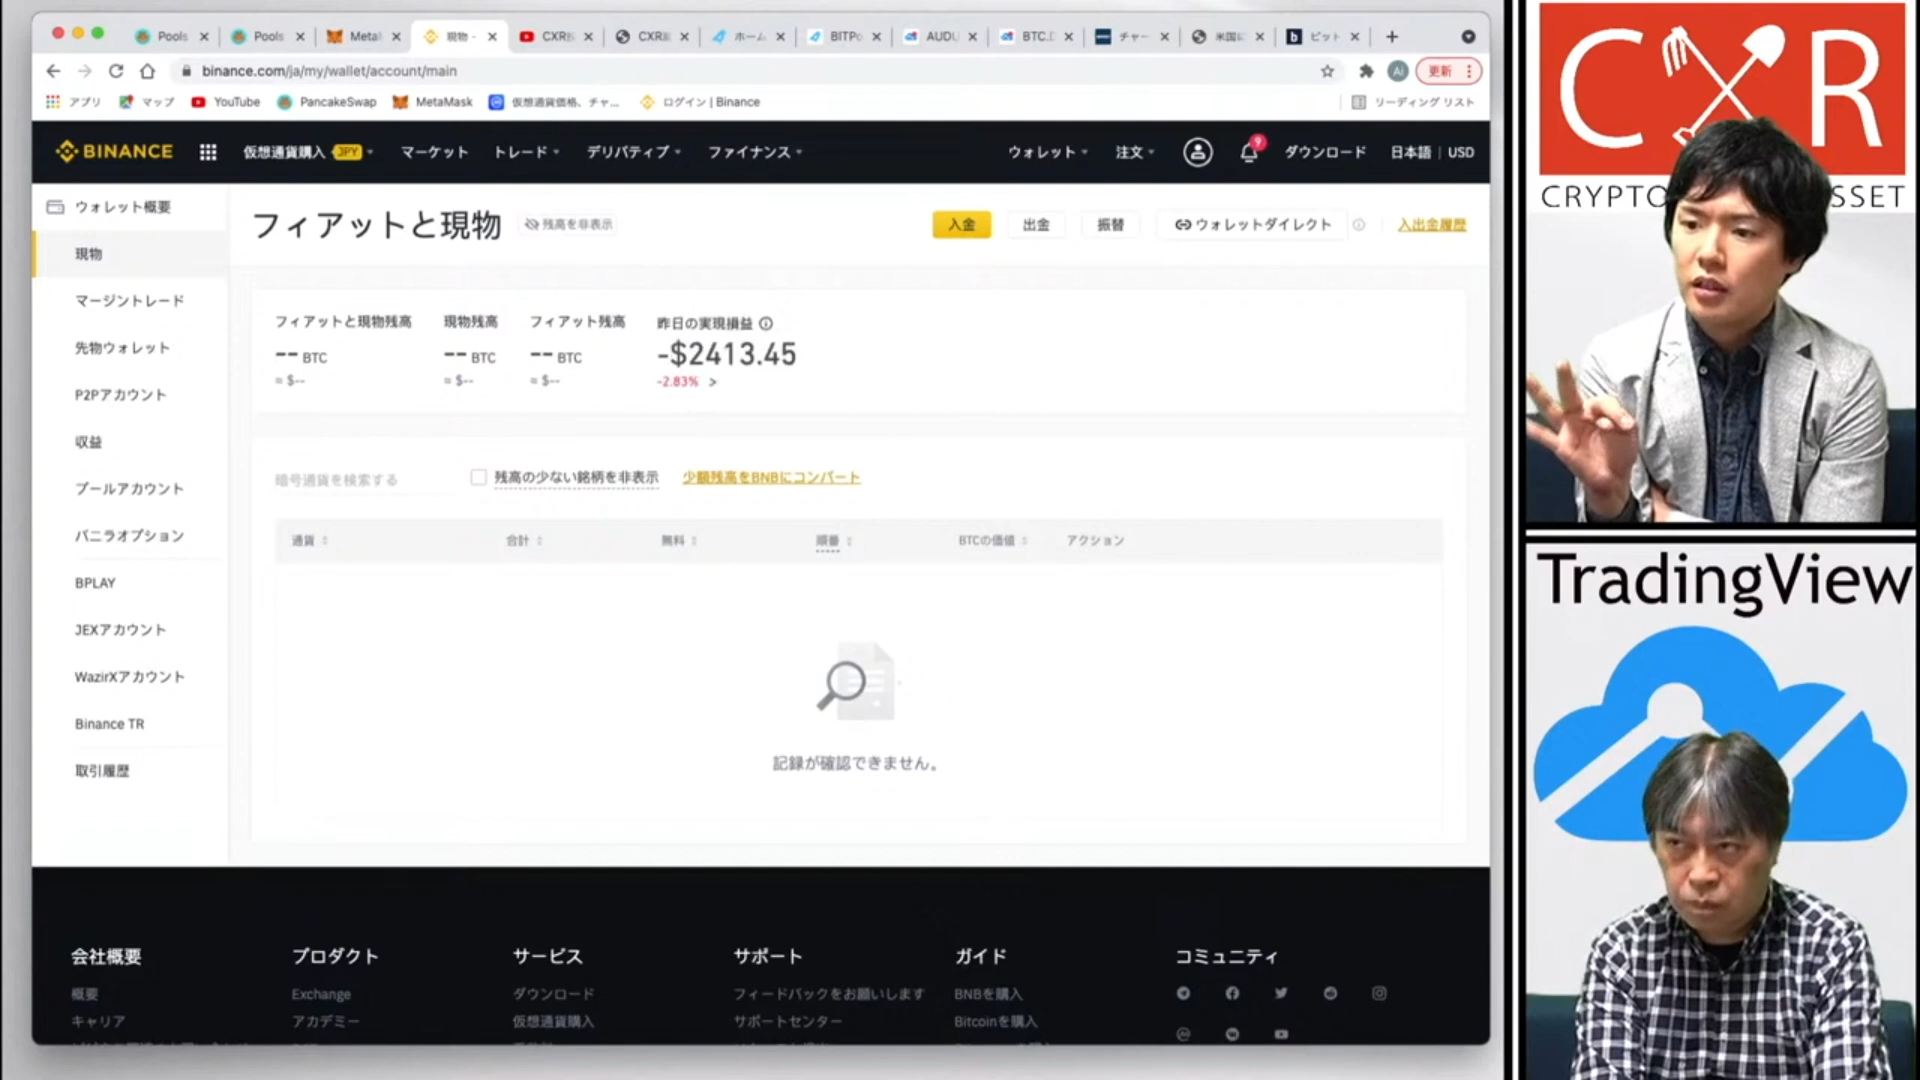 Pools
Pools
Meta
現物 -
CXR
CXR
ホーム
BITP
AUDU
BTC.D
チャー
米国に
ビット
binance.com/ja/my/wallet/account/main
AI
更新
アプリ
マップ
YouTube
PancakeSwap
MetaMask
仮想通貨価格、チャ...
ログイン | Binance
リーディングリスト
BINANCE
仮想通貨購入 JPY
マーケット
トレード
デリバティブ
ファイナンス
ウォレット
注文
9
ダウンロード
日本語 | USD
ウォレット概要
現物
マージントレード
先物ウォレット
P2Pアカウント
収益
プールアカウント
バニラオプション
BPLAY
JEXアカウント
WazirXアカウント
Binance TR
取引履歴
フィアットと現物
残高を非表示
入金
出金
振替
ウォレットダイレクト
入出金履歴
フィアットと現物残高
-- BTC
≈ $--
現物残高
-- BTC
≈ $--
フィアット残高
-- BTC
≈ $--
昨日の実現損益
-$2413.45
-2.83% >
暗号通貨を検索する
残高の少ない銘柄を非表示
少額残高をBNBにコンバート
通貨
合計
無料
順番
BTCの価値
アクション
記録が確認できません。
会社概要
概要
キャリア
プロダクト
Exchange
アカデミー
サービス
ダウンロード
仮想通貨購入
サポート
フィードバックをお願いします
サポートセンター
ガイド
BNBを購入
Bitcoinを購入
コミュニティ
CXR
CRYPTO
SSET
TradingView